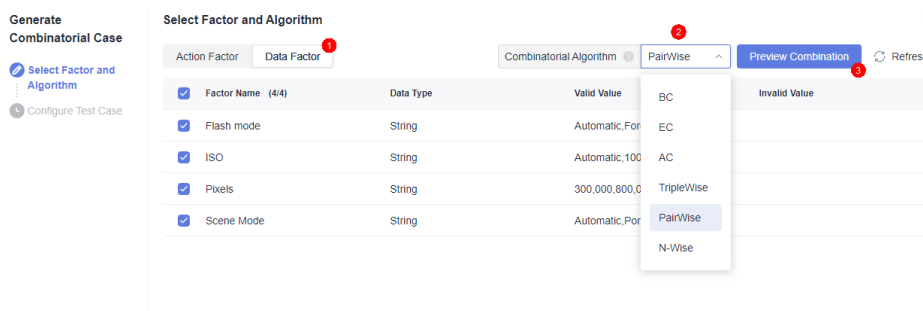 Generate
Combinatorial Case
Select Factor and
Algorithm
Configure Test Case
Select Factor and Algorithm
Action Factor Data Factor 1
Combinatorial Algorithm ? PairWise 2 Preview Combination 3 Refres
Factor Name (4/4) Data Type Valid Value Invalid Value
Flash mode String Automatic,For
ISO String Automatic,100
Pixels String 300,000,800,0
Scene Mode String Automatic,Por
BC
EC
AC
TripleWise
PairWise
N-Wise